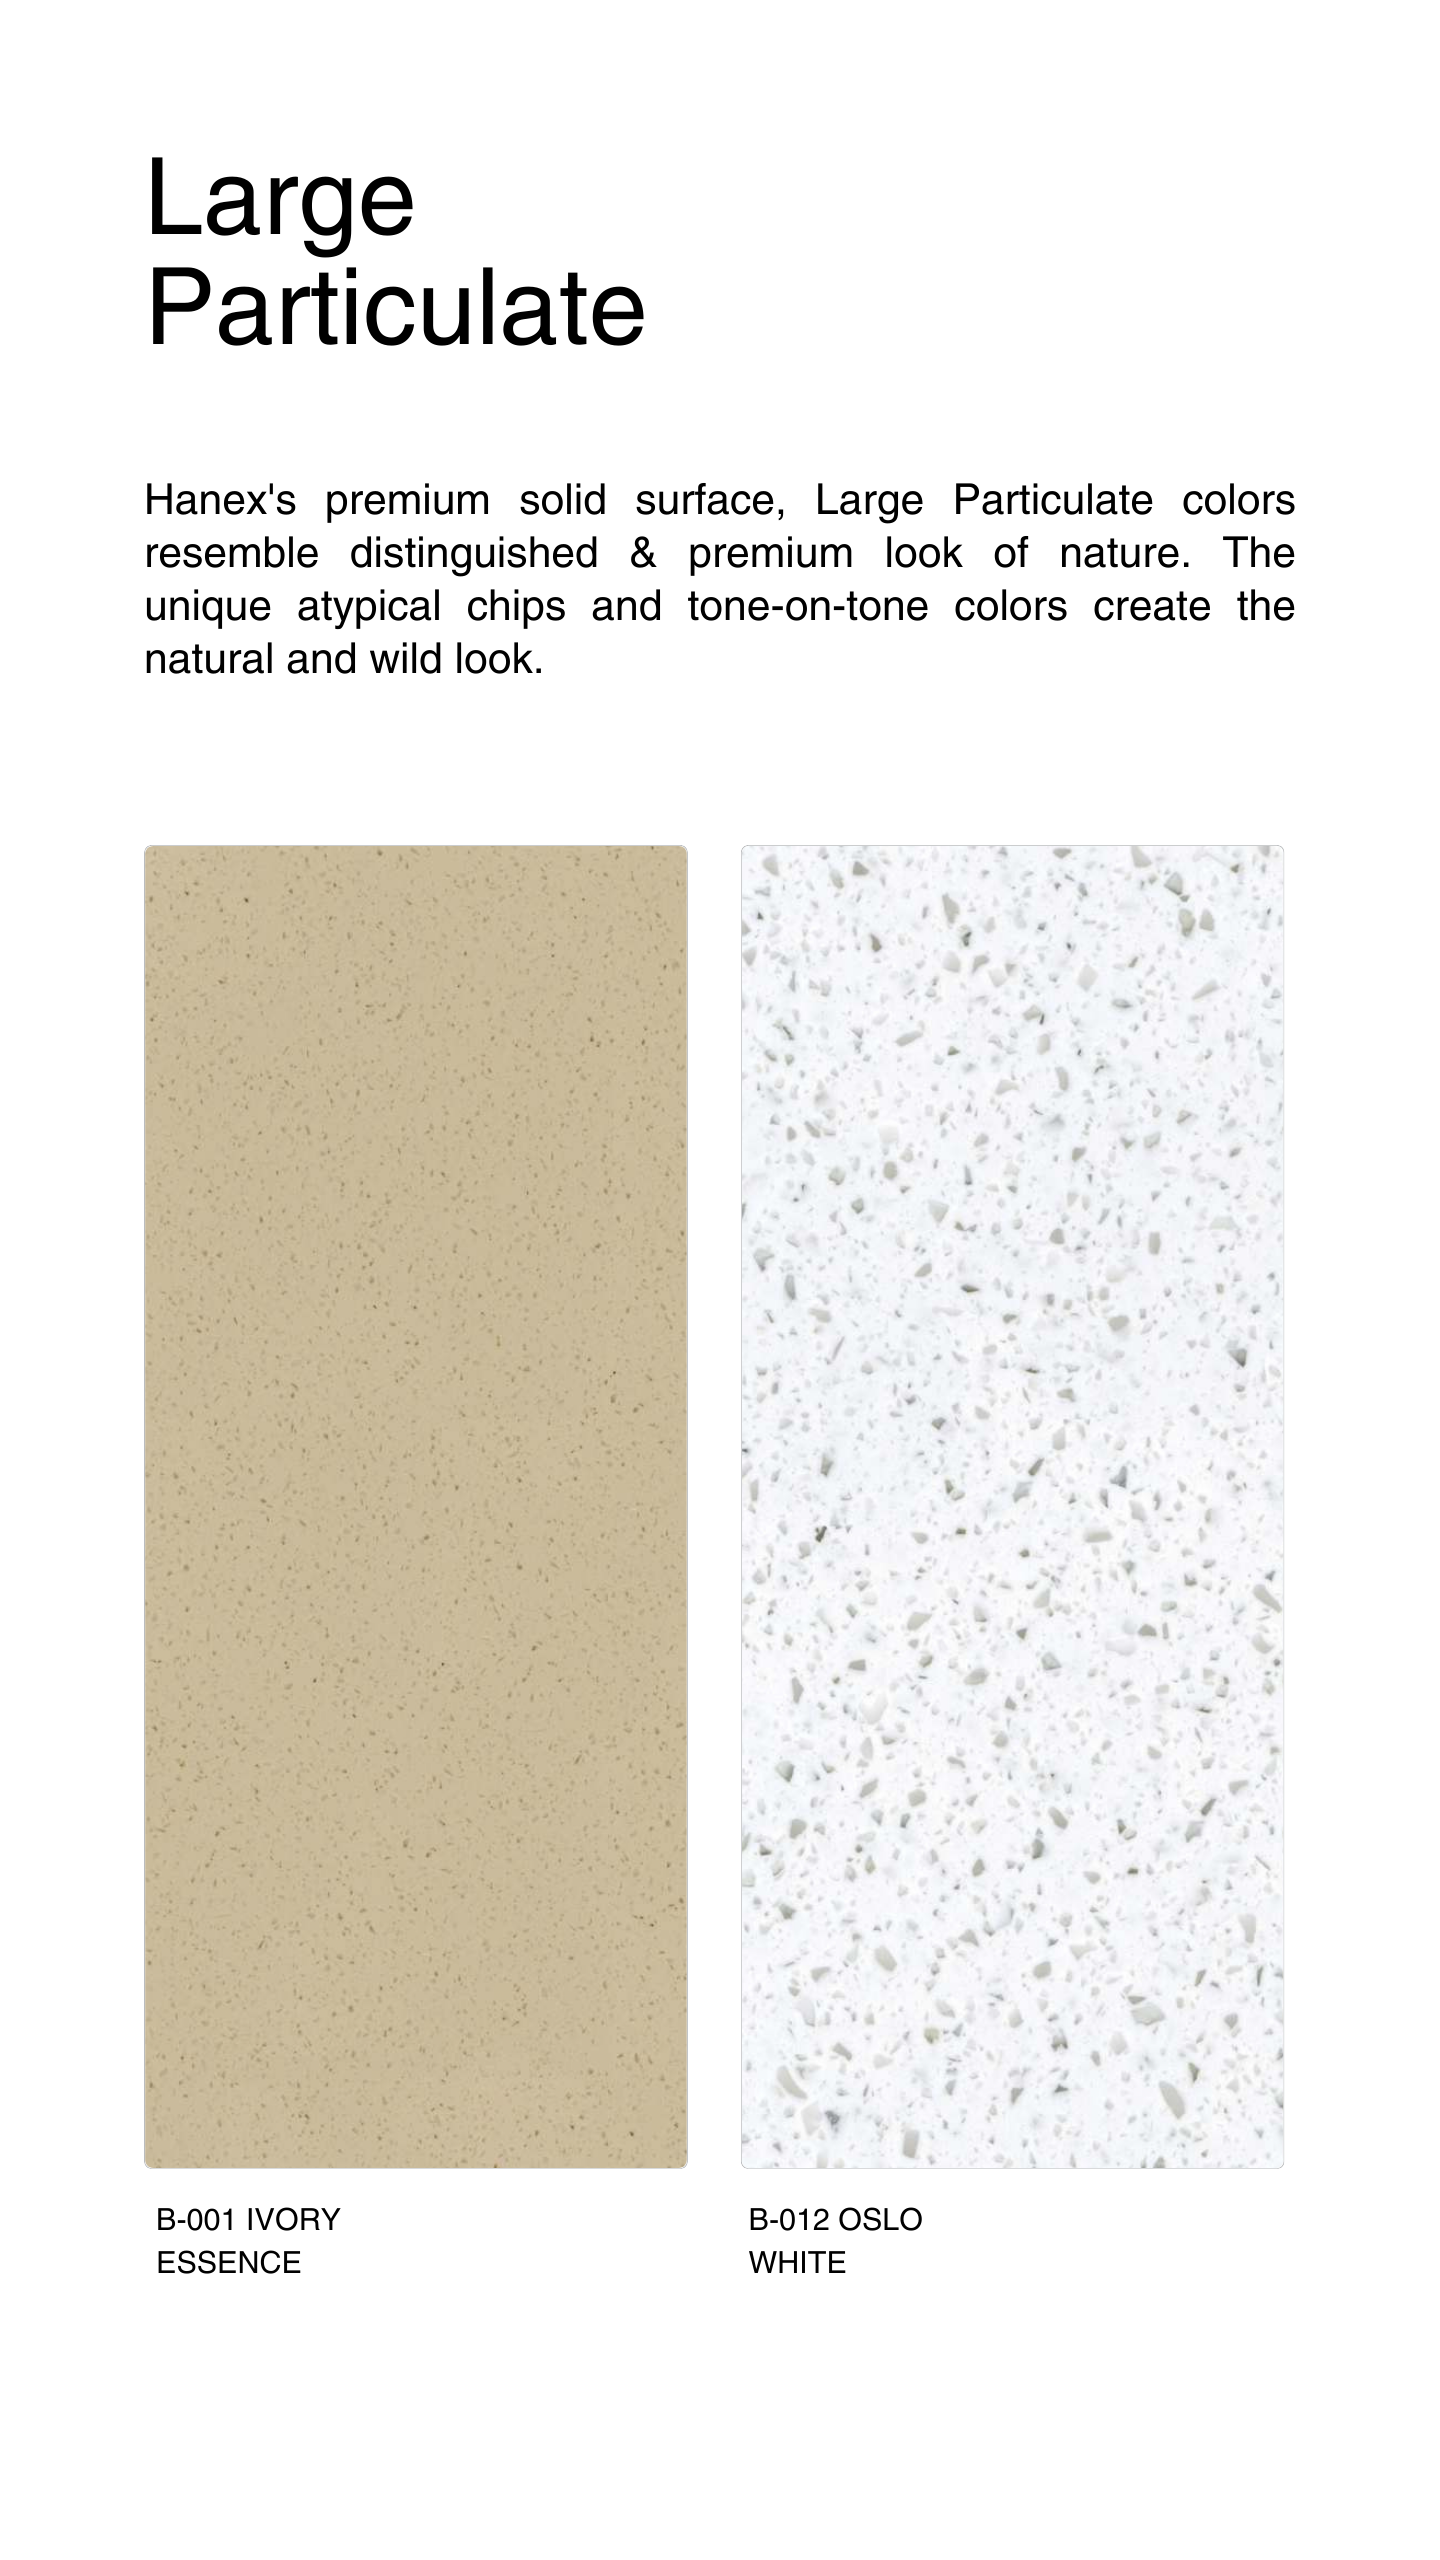 Large
Particulate
Hanex's premium solid surface, Large Particulate colors
resemble distinguished & premium look of nature. The
unique atypical chips and tone-on-tone colors create the
natural and wild look.
B-001 IVORY
ESSENCE
B-012 OSLO
WHITE